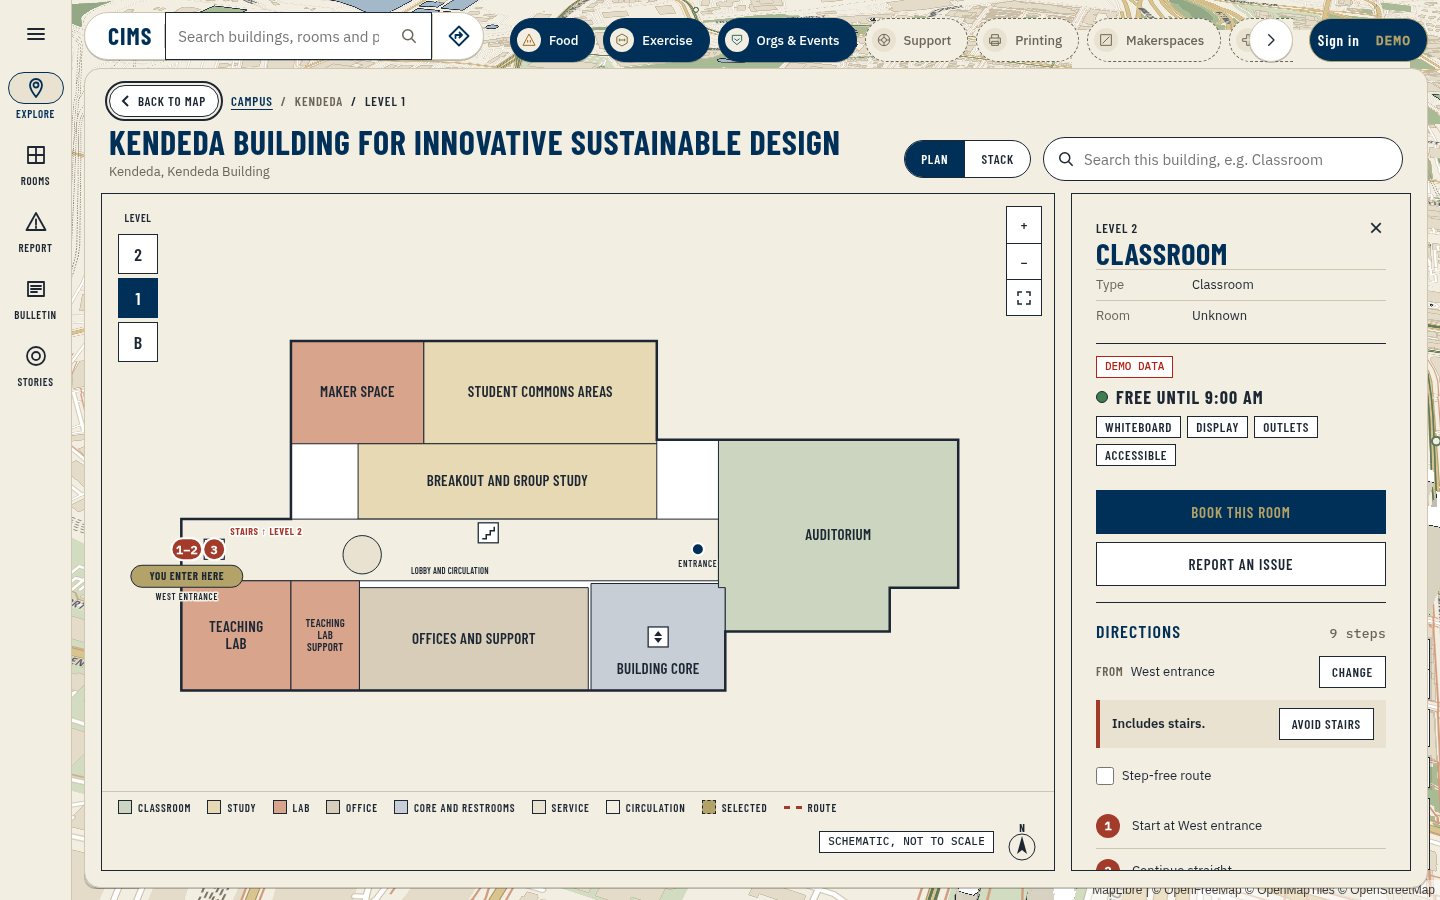 CIMS
Search buildings, rooms and p
Food
Exercise
Orgs & Events
Support
Printing
Makerspaces
Sign in DEMO
EXPLORE
ROOMS
REPORT
BULLETIN
STORIES
BACK TO MAP
CAMPUS / KENDEDA / LEVEL 1
KENDEDA BUILDING FOR INNOVATIVE SUSTAINABLE DESIGN
Kendeda, Kendeda Building
PLAN
STACK
Search this building, e.g. Classroom
LEVEL
2
1
B
+
−
MAKER SPACE
STUDENT COMMONS AREAS
BREAKOUT AND GROUP STUDY
AUDITORIUM
STAIRS ↑ LEVEL 2
1–2
3
YOU ENTER HERE
WEST ENTRANCE
LOBBY AND CIRCULATION
ENTRANCE
TEACHING
LAB
TEACHING
LAB
SUPPORT
OFFICES AND SUPPORT
BUILDING CORE
CLASSROOM
STUDY
LAB
OFFICE
CORE AND RESTROOMS
SERVICE
CIRCULATION
SELECTED
ROUTE
SCHEMATIC, NOT TO SCALE
N
LEVEL 2
CLASSROOM
Type Classroom
Room Unknown
DEMO DATA
FREE UNTIL 9:00 AM
WHITEBOARD
DISPLAY
OUTLETS
ACCESSIBLE
BOOK THIS ROOM
REPORT AN ISSUE
DIRECTIONS
9 steps
FROM West entrance
CHANGE
Includes stairs.
AVOID STAIRS
Step-free route
1 Start at West entrance
2 Continue straight
MapLibre | © OpenFreeMap © OpenMapTiles © OpenStreetMap